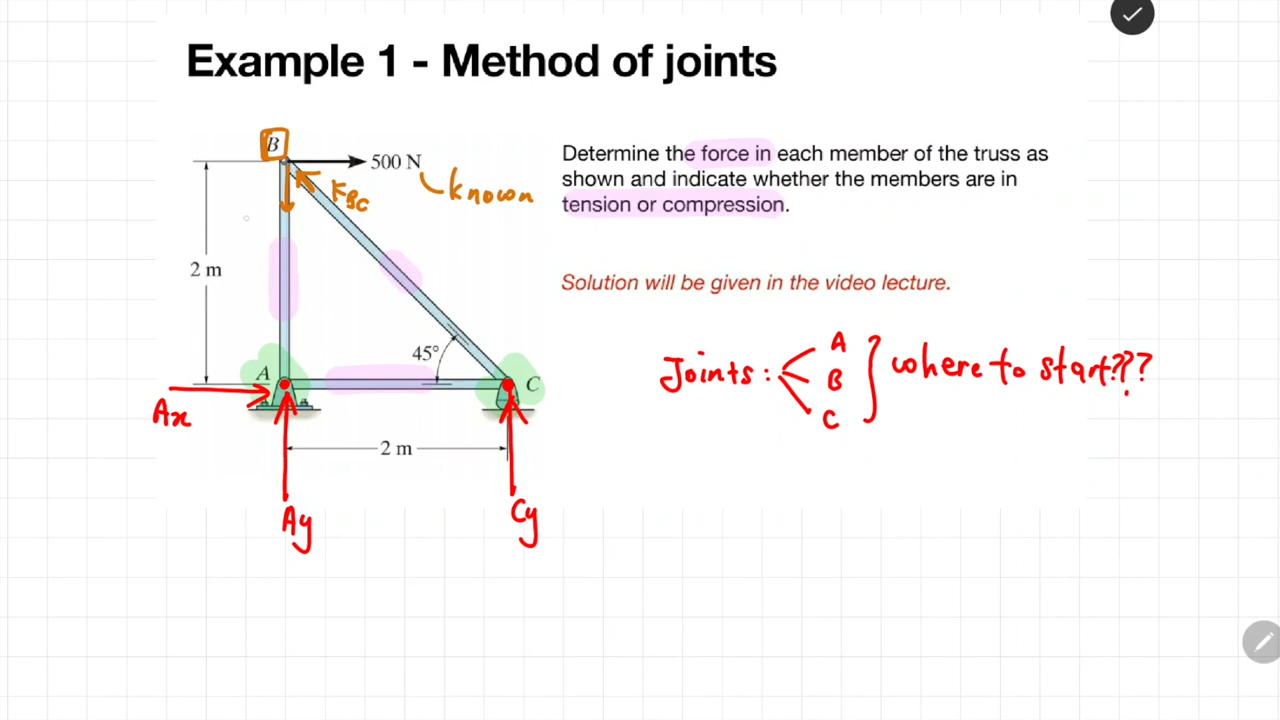 Example 1 - Method of joints
B
500 N
known
F_BC
Determine the force in each member of the truss as
shown and indicate whether the members are in
tension or compression.
2 m
Solution will be given in the video lecture.
45°
A
C
Joints:
A
B
C
where to start???
Ax
2 m
Ay
Cy